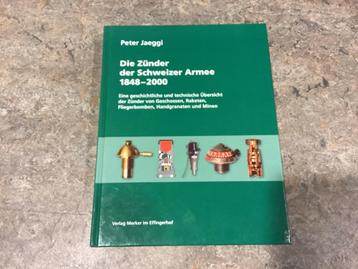 Peter Jaeggi
Die Zünder
der Schweizer Armee
1848–2000
Eine geschichtliche und technische Übersicht
der Zünder von Geschossen, Raketen,
Fliegerbomben, Handgranaten und Minen
Verlag Merker im Effingerhof